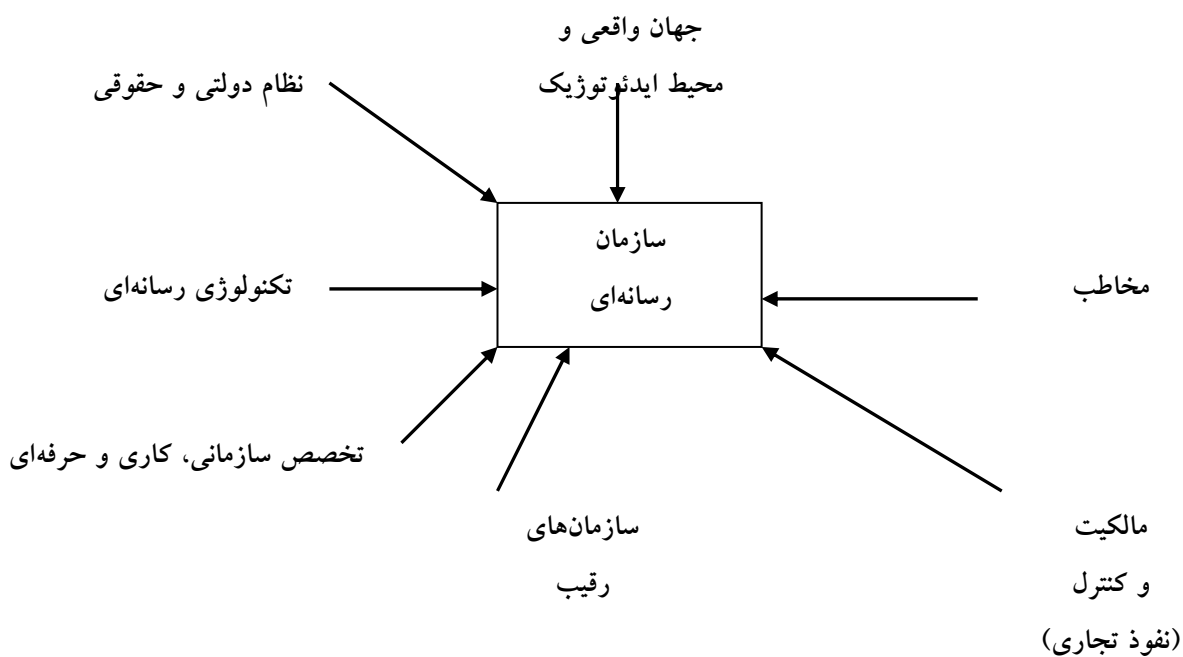 جهان واقعی و
محیط ایدئوتوژیک
نظام دولتی و حقوقی
سازمان
رسانه‌ای
تکنولوژی رسانه‌ای
مخاطب
تخصص سازمانی، کاری و حرفه‌ای
سازمان‌های
رقیب
مالکیت
و کنترل
(نفوذ تجاری)